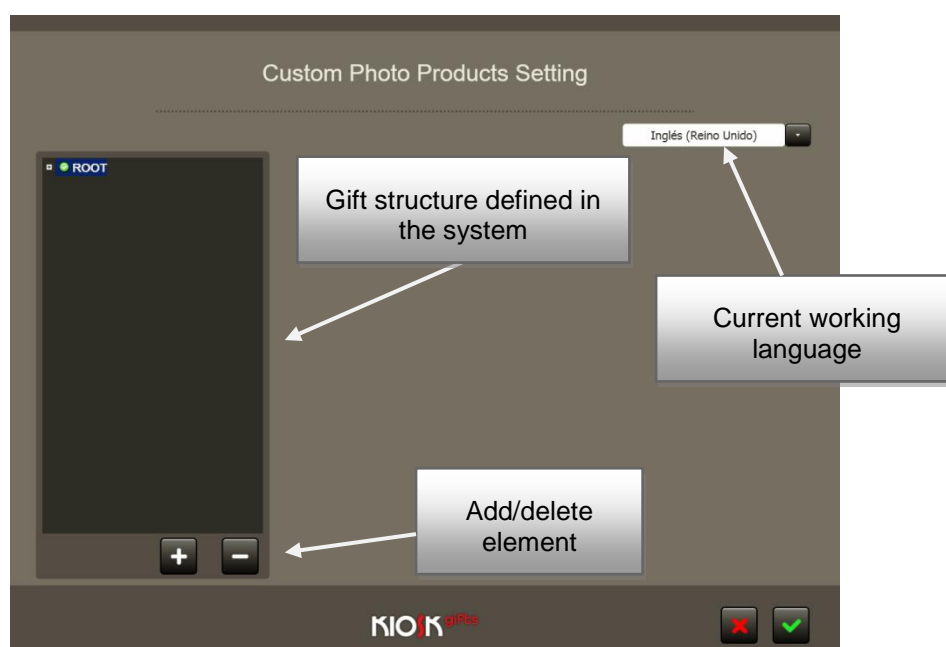 Custom Photo Products Setting
Inglés (Reino Unido)
ROOT
Gift structure defined in
the system
Current working
language
Add/delete
element
KIOSK gifts